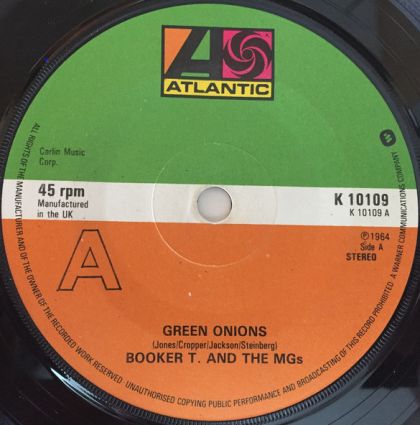 ATLANTIC
Carlin Music
Corp.
45 rpm
Manufactured
in the UK
K 10109
K 10109 A
℗1964
Side A
STEREO
A
GREEN ONIONS
(Jones/Cropper/Jackson/Steinberg)
BOOKER T. AND THE MGs
ALL RIGHTS OF THE MANUFACTURER AND OF THE OWNER OF THE RECORDED WORK RESERVED. UNAUTHORISED COPYING PUBLIC PERFORMANCE AND BROADCASTING OF THIS RECORD PROHIBITED. A WARNER COMMUNICATIONS COMPANY